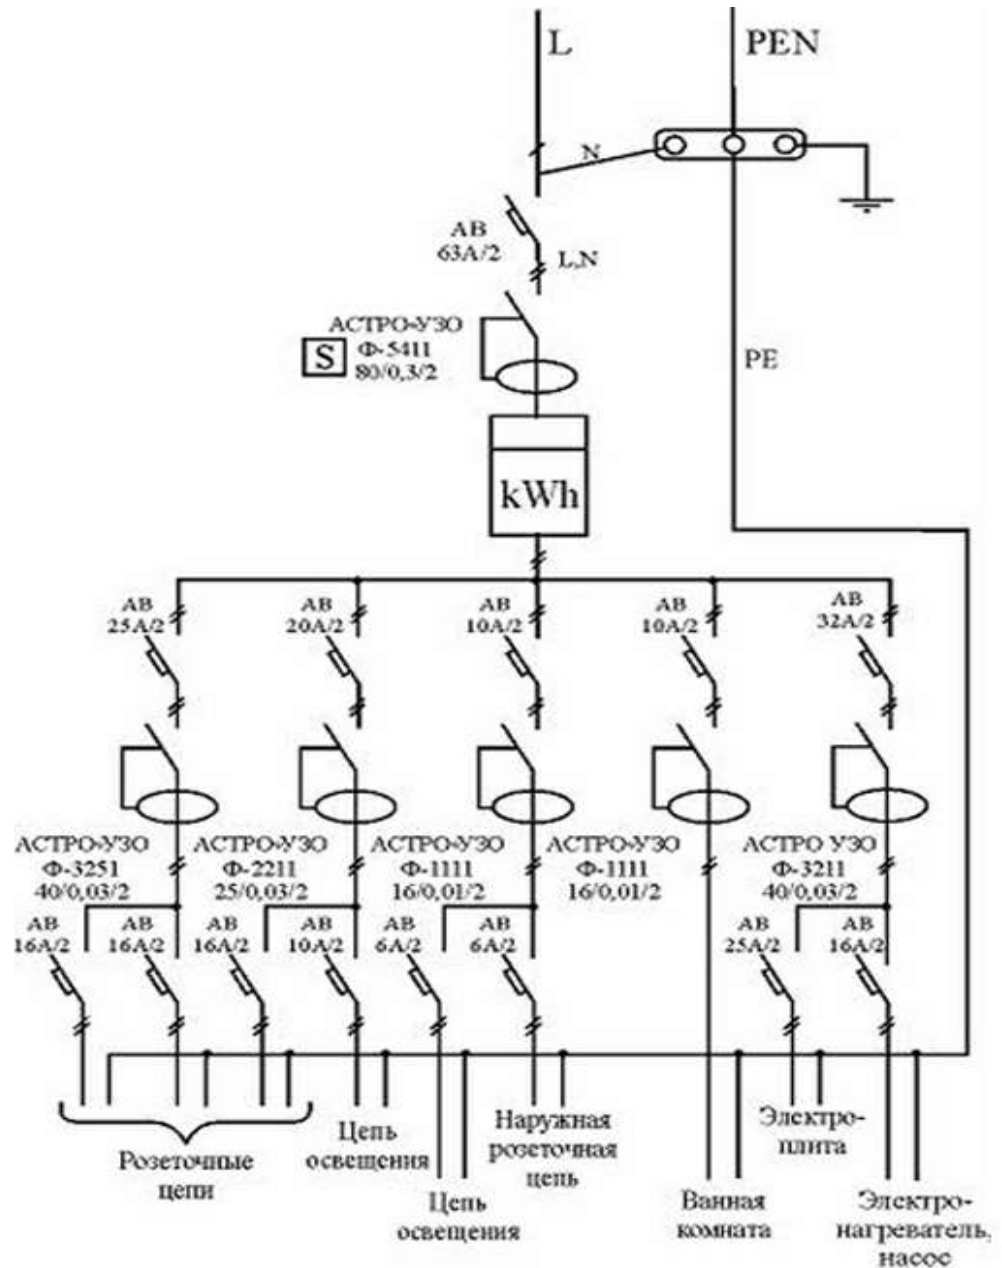 L
PEN
N
АВ
63А/2
L,N
АСТРО-УЗО
S
Ф-5411
80/0,3/2
PE
kWh
АВ
25А/2
АВ
20А/2
АВ
10А/2
АВ
10А/2
АВ
32А/2
АСТРО-УЗО
Ф-3251
40/0,03/2
АСТРО-УЗО
Ф-2211
25/0,03/2
АСТРО-УЗО
Ф-1111
16/0,01/2
АСТРО-УЗО
Ф-1111
16/0,01/2
АСТРО УЗО
Ф-3211
40/0,03/2
АВ
16А/2
АВ
16А/2
АВ
16А/2
АВ
10А/2
АВ
6А/2
АВ
6А/2
АВ
25А/2
АВ
16А/2
Розеточные
цепи
Цепь
освещения
Цепь
освещения
Наружная
розеточная
цепь
Ванная
комната
Электро-
плита
Электро-
нагреватель,
насос